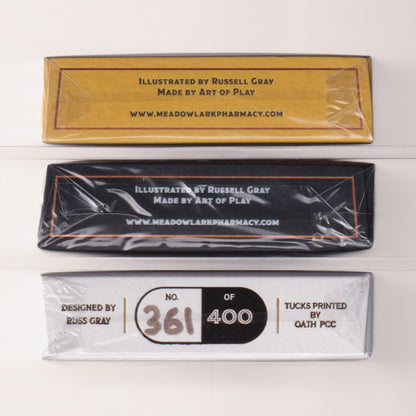 Illustrated by Russell Gray
Made by Art of Play
www.meadowlarkpharmacy.com
Illustrated by Russell Gray
Made by Art of Play
www.meadowlarkpharmacy.com
DESIGNED BY
RUSS GRAY
NO.
361
OF
400
TUCKS PRINTED
BY
OATH PCC